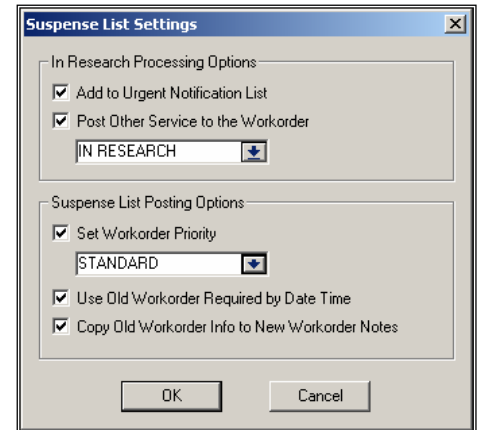 Suspense List Settings
In Research Processing Options
Add to Urgent Notification List
Post Other Service to the Workorder
IN RESEARCH
Suspense List Posting Options
Set Workorder Priority
STANDARD
Use Old Workorder Required by Date Time
Copy Old Workorder Info to New Workorder Notes
OK Cancel